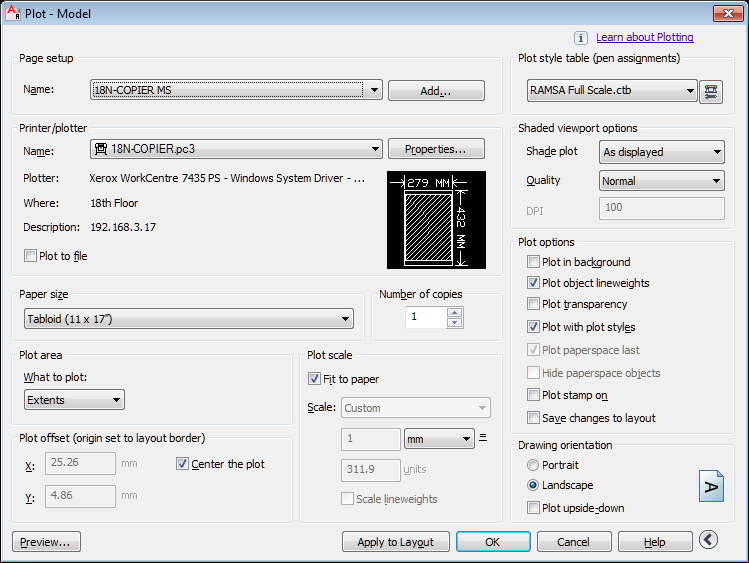 Plot - Model
Learn about Plotting
Page setup
Name: 18N-COPIER MS Add...
Plot style table (pen assignments)
RAMSA Full Scale.ctb
Printer/plotter
Name: 18N-COPIER.pc3 Properties...
Plotter: Xerox WorkCentre 7435 PS - Windows System Driver - ...
Where: 18th Floor
Description: 192.168.3.17
Plot to file
279 MM
432 MM
Shaded viewport options
Shade plot As displayed
Quality Normal
DPI 100
Paper size
Tabloid (11 x 17")
Number of copies
1
Plot options
Plot in background
Plot object lineweights
Plot transparency
Plot with plot styles
Plot paperspace last
Hide paperspace objects
Plot stamp on
Save changes to layout
Plot area
What to plot:
Extents
Plot scale
Fit to paper
Scale: Custom
1 mm =
311.9 units
Scale lineweights
Plot offset (origin set to layout border)
X: 25.26 mm Center the plot
Y: 4.86 mm
Drawing orientation
Portrait
Landscape
Plot upside-down
A
Preview... Apply to Layout OK Cancel Help